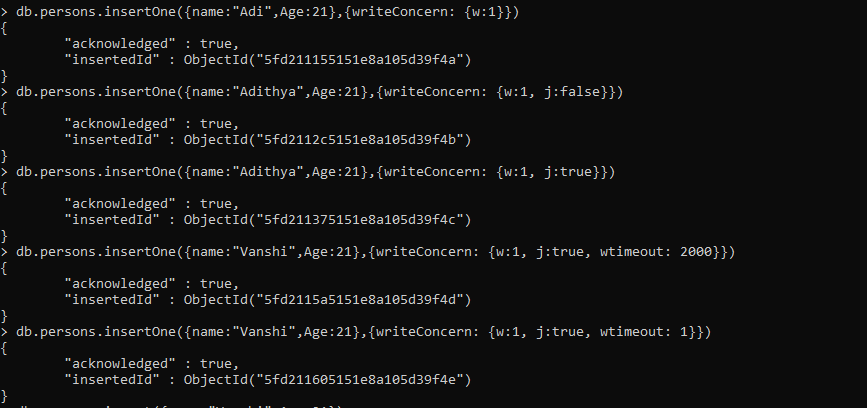 > db.persons.insertOne({name:"Adi",Age:21},{writeConcern: {w:1}})
{
        "acknowledged" : true,
        "insertedId" : ObjectId("5fd211155151e8a105d39f4a")
}
> db.persons.insertOne({name:"Adithya",Age:21},{writeConcern: {w:1, j:false}})
{
        "acknowledged" : true,
        "insertedId" : ObjectId("5fd2112c5151e8a105d39f4b")
}
> db.persons.insertOne({name:"Adithya",Age:21},{writeConcern: {w:1, j:true}})
{
        "acknowledged" : true,
        "insertedId" : ObjectId("5fd211375151e8a105d39f4c")
}
> db.persons.insertOne({name:"Vanshi",Age:21},{writeConcern: {w:1, j:true, wtimeout: 2000}})
{
        "acknowledged" : true,
        "insertedId" : ObjectId("5fd2115a5151e8a105d39f4d")
}
> db.persons.insertOne({name:"Vanshi",Age:21},{writeConcern: {w:1, j:true, wtimeout: 1}})
{
        "acknowledged" : true,
        "insertedId" : ObjectId("5fd211605151e8a105d39f4e")
}